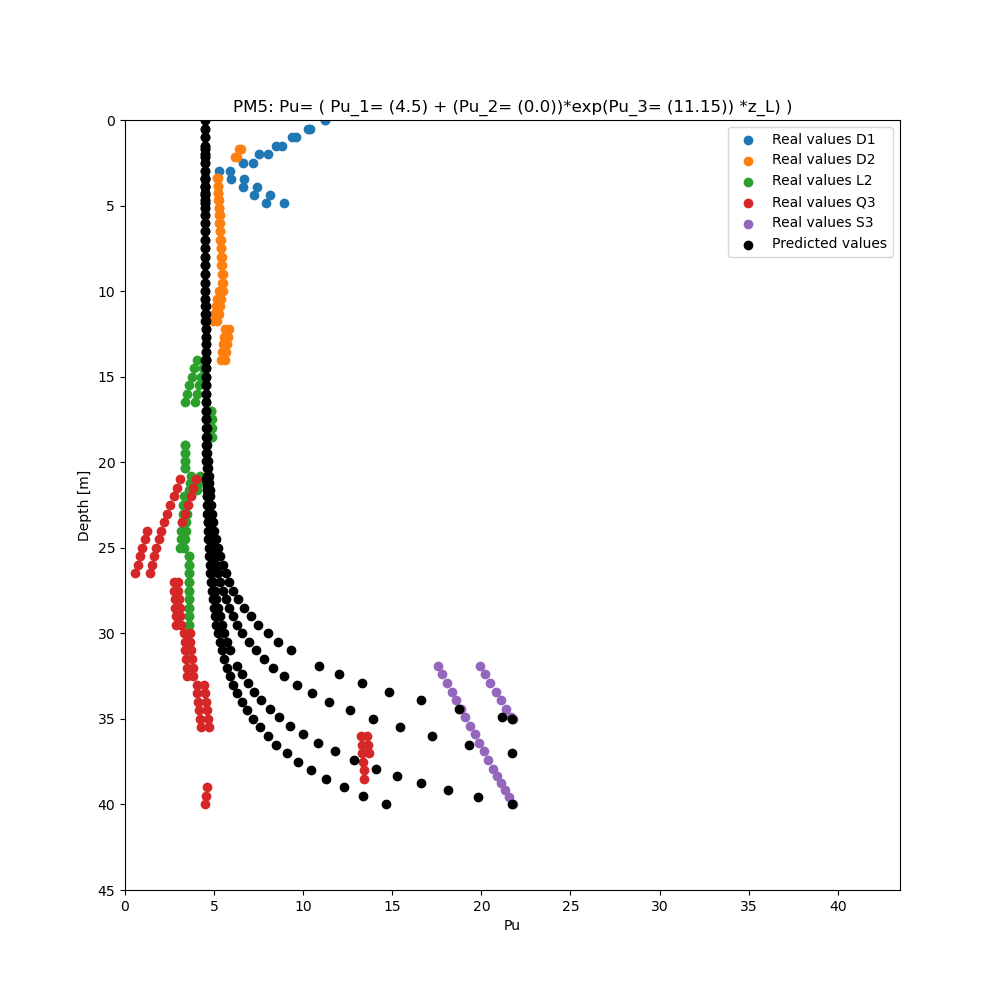 PM5: Pu= ( Pu_1= (4.5) + (Pu_2= (0.0))*exp(Pu_3= (11.15)) *z_L) )
0
5
10
15
20
25
30
35
40
45
Depth [m]
0 5 10 15 20 25 30 35 40
Pu
Real values D1
Real values D2
Real values L2
Real values Q3
Real values S3
Predicted values